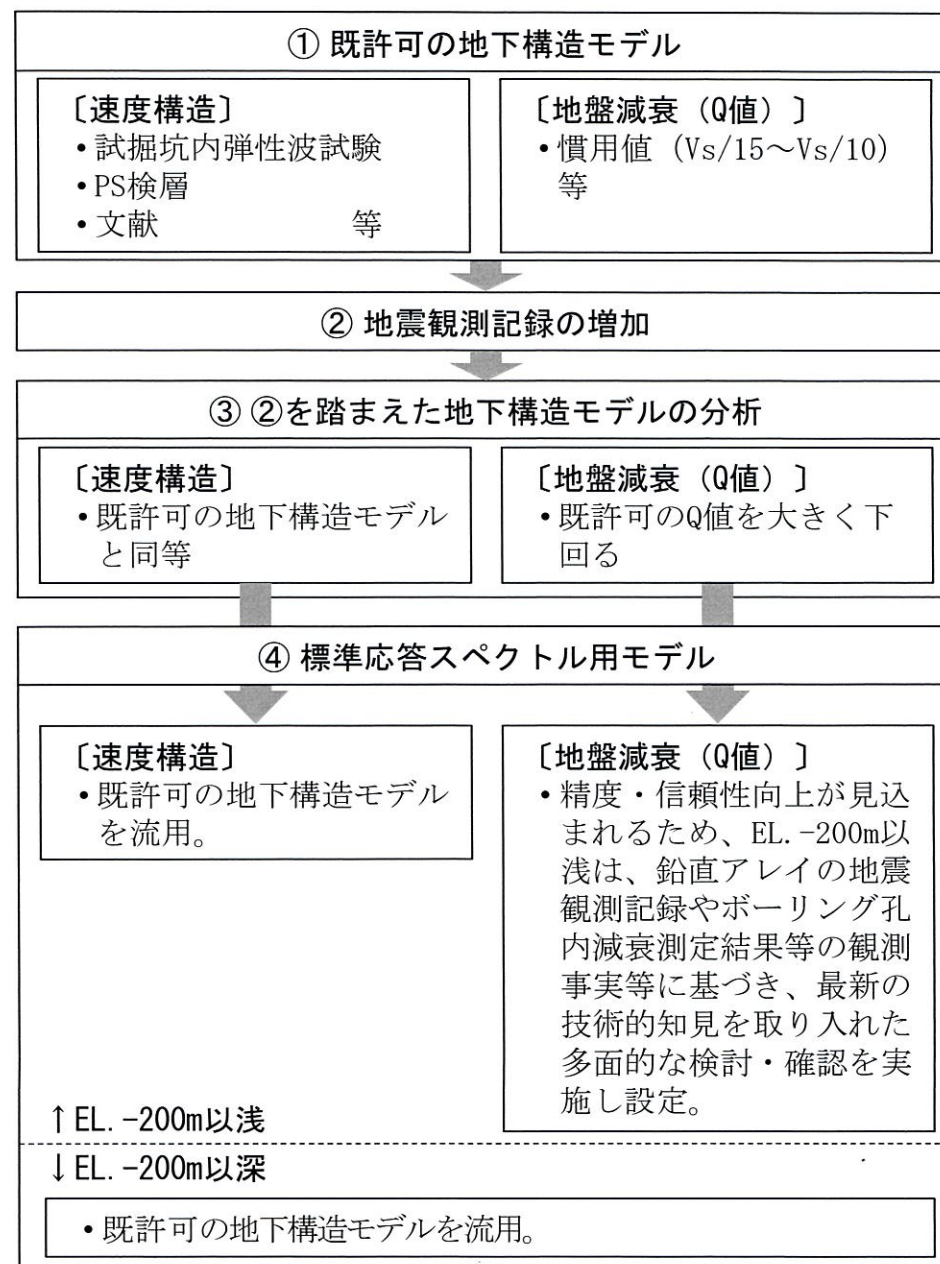 ① 既許可の地下構造モデル
〔速度構造〕
•試掘坑内弾性波試験
•PS検層
•文献 等
〔地盤減衰（Q値）〕
•慣用値（Vs/15～Vs/10）
等
② 地震観測記録の増加
③ ②を踏まえた地下構造モデルの分析
〔速度構造〕
•既許可の地下構造モデル
と同等
〔地盤減衰（Q値）〕
•既許可のQ値を大きく下
回る
④ 標準応答スペクトル用モデル
〔速度構造〕
•既許可の地下構造モデル
を流用。
〔地盤減衰（Q値）〕
•精度・信頼性向上が見込
まれるため、EL.-200m以
浅は、鉛直アレイの地震
観測記録やボーリング孔
内減衰測定結果等の観測
事実等に基づき、最新の
技術的知見を取り入れた
多面的な検討・確認を実
施し設定。
↑EL.-200m以浅
↓EL.-200m以深
•既許可の地下構造モデルを流用。